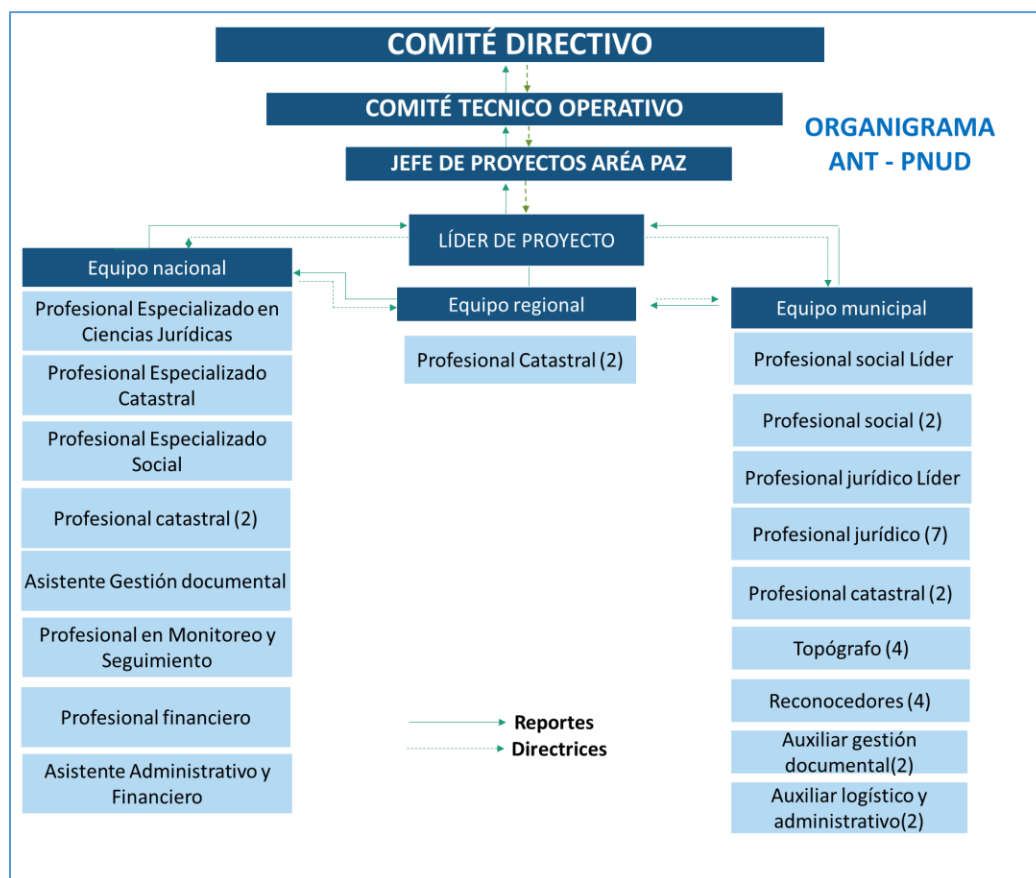 COMITÉ DIRECTIVO
COMITÉ TECNICO OPERATIVO
ORGANIGRAMA
ANT - PNUD
JEFE DE PROYECTOS ARÉA PAZ
LÍDER DE PROYECTO
Equipo nacional
Profesional Especializado en
Ciencias Jurídicas
Profesional Especializado
Catastral
Profesional Especializado
Social
Profesional catastral (2)
Asistente Gestión documental
Profesional en Monitoreo y
Seguimiento
Profesional financiero
Asistente Administrativo y
Financiero
Equipo regional
Profesional Catastral (2)
Equipo municipal
Profesional social Líder
Profesional social (2)
Profesional jurídico Líder
Profesional jurídico (7)
Profesional catastral (2)
Topógrafo (4)
Reconocedores (4)
Auxiliar gestión
documental(2)
Auxiliar logístico y
administrativo(2)
Reportes
Directrices